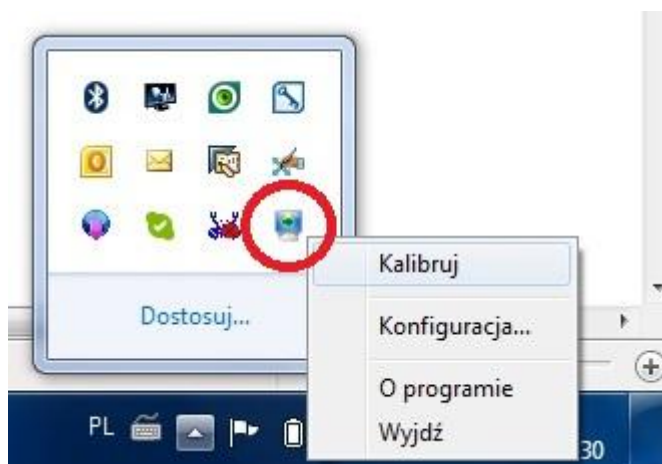 Dostosuj...
Kalibruj
Konfiguracja...
O programie
Wyjdź
PL
30